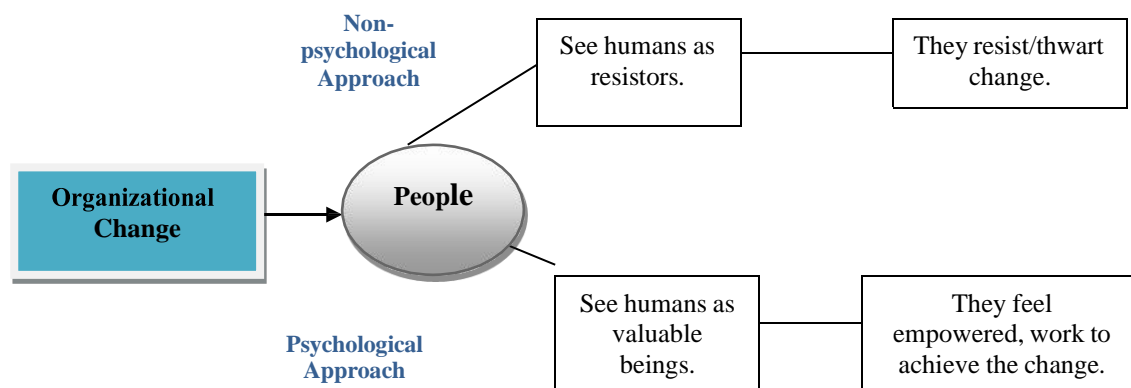 Non-
psychological
Approach
See humans as
resistors.
They resist/thwart
change.
Organizational
Change
People
Psychological
Approach
See humans as
valuable
beings.
They feel
empowered, work to
achieve the change.